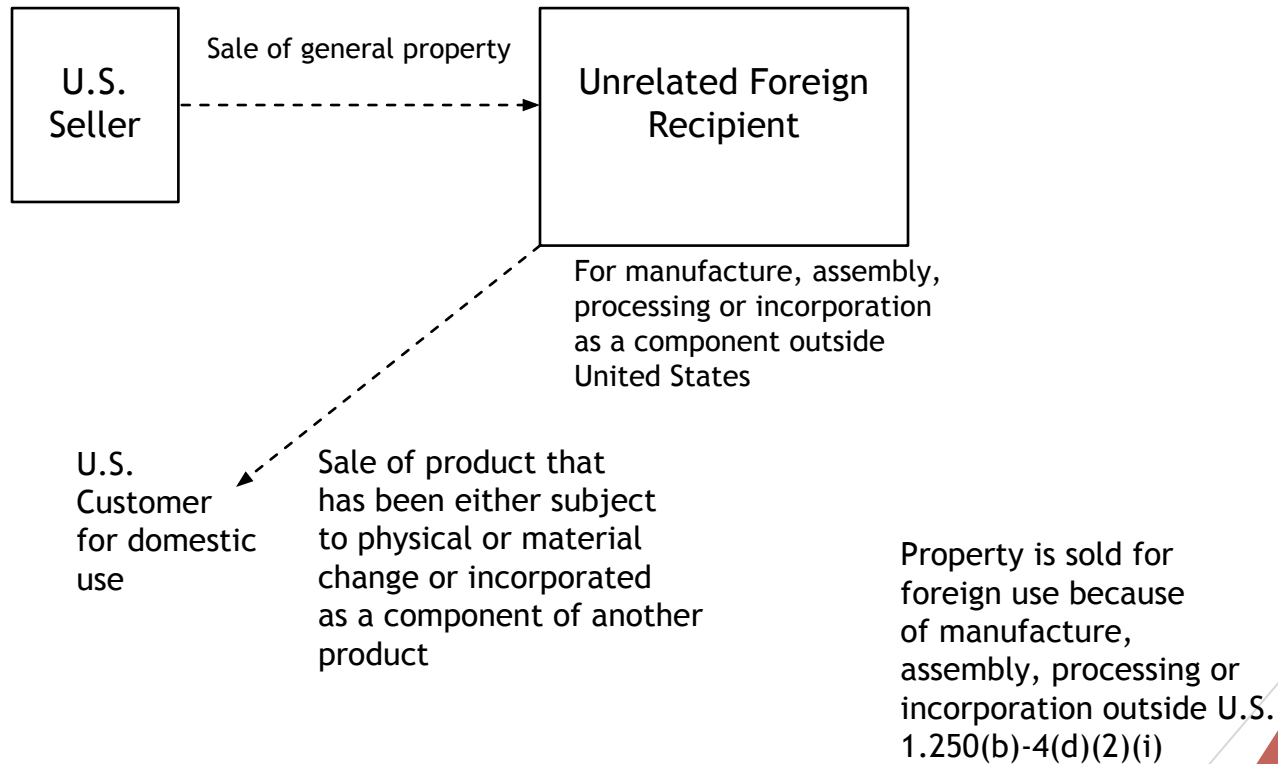 U.S.
Seller
Sale of general property
Unrelated Foreign
Recipient
For manufacture, assembly,
processing or incorporation
as a component outside
United States
U.S.
Customer
for domestic
use
Sale of product that
has been either subject
to physical or material
change or incorporated
as a component of another
product
Property is sold for
foreign use because
of manufacture,
assembly, processing or
incorporation outside U.S.
1.250(b)-4(d)(2)(i)